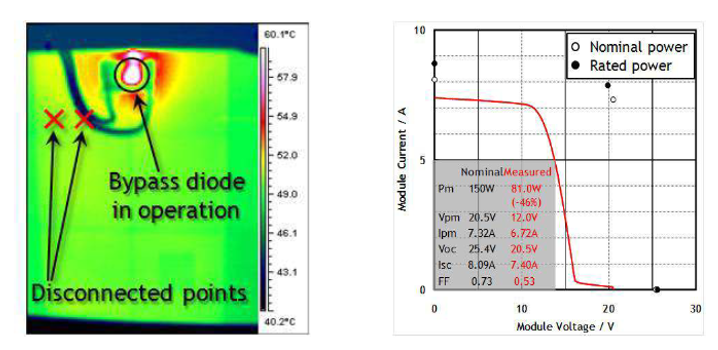 60.1°C
57.9
54.9
52.0
49.0
46.1
43.1
40.2°C
Bypass diode
in operation
Disconnected points
10
5
0
Module Current / A
Nominal power
Rated power
Nominal Measured
Pm 150W 81.0W
(-46%)
Vpm 20.5V 12.0V
Ipm 7.32A 6.72A
Voc 25.4V 20.5V
Isc 8.09A 7.40A
FF 0.73 0.53
0 10 20 30
Module Voltage / V